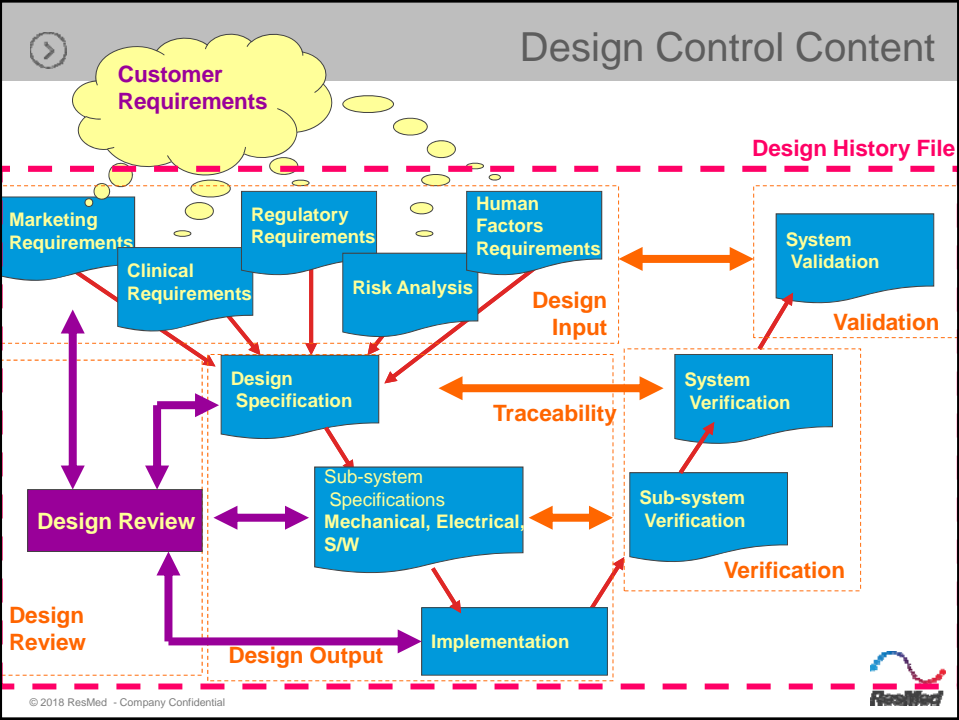 Design Control Content
Customer
Requirements
Design History File
Marketing
Requirements
Clinical
Requirements
Regulatory
Requirements
Risk Analysis
Human
Factors
Requirements
Design
Input
System
Validation
Validation
Design
Specification
Traceability
System
Verification
Sub-system
Specifications
Mechanical, Electrical,
S/W
Sub-system
Verification
Verification
Design Review
Design
Review
Design Output
Implementation
© 2018 ResMed - Company Confidential
ResMed